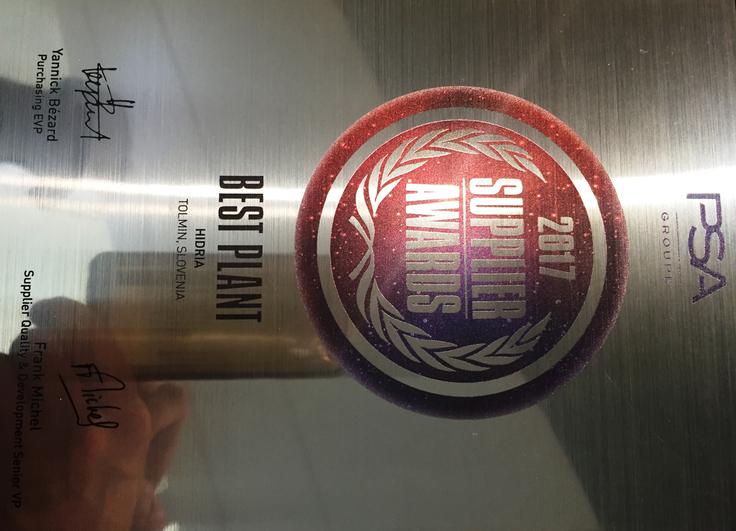 PSA
GROUPE
2017
SUPPLIER
AWARDS
BEST PLANT
HIDRIA
TOLMIN, SLOVENIA
Yannick Bézard
Purchasing EVP
Frank Michel
Supplier Quality & Development Senior VP